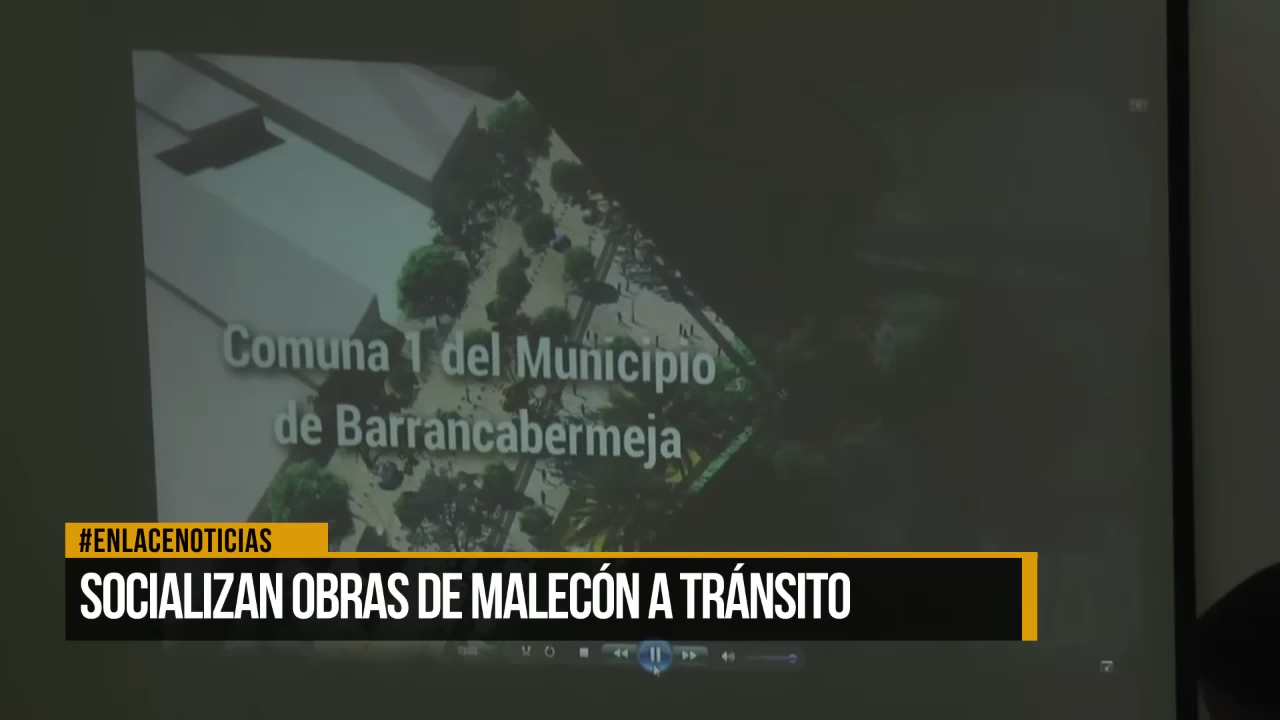 Comuna 1 del Municipio
de Barrancabermeja
#ENLACENOTICIAS
SOCIALIZAN OBRAS DE MALECÓN A TRÁNSITO